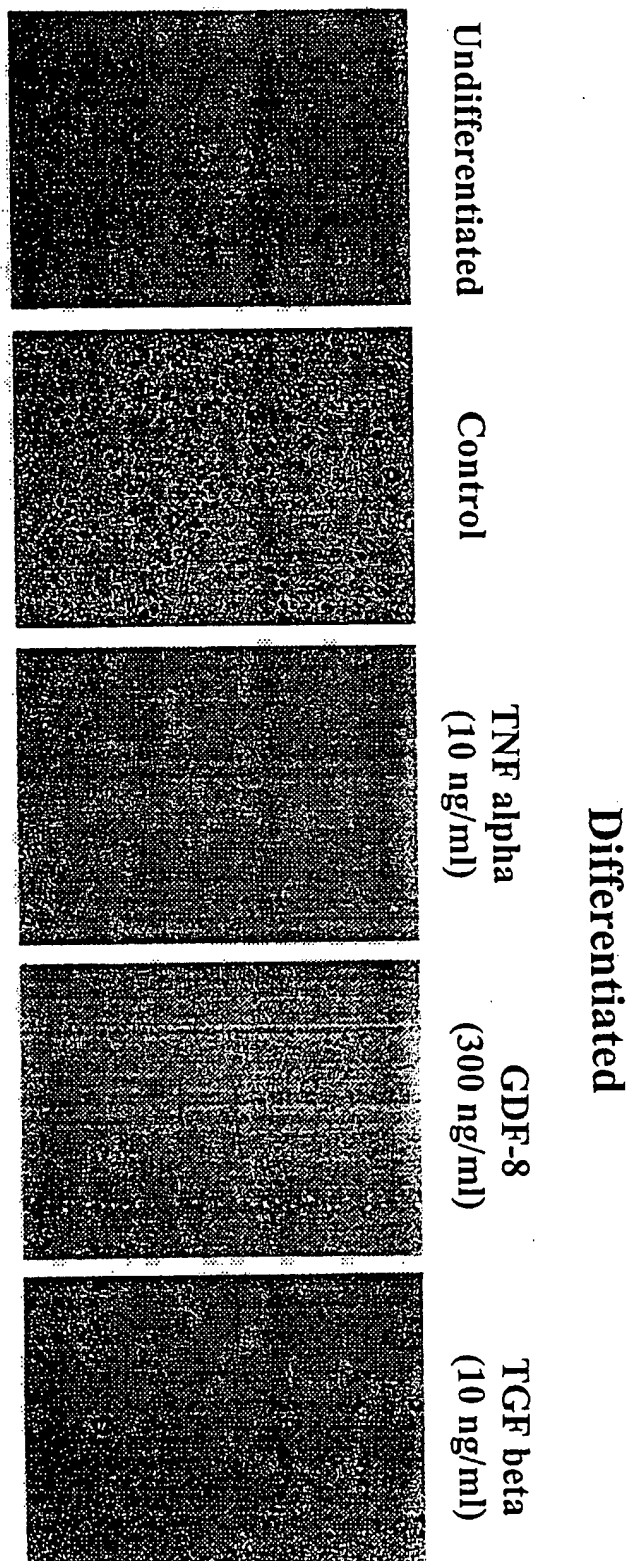 Differentiated
Undifferentiated
Control
TNF alpha
(10 ng/ml)
GDF-8
(300 ng/ml)
TGF beta
(10 ng/ml)